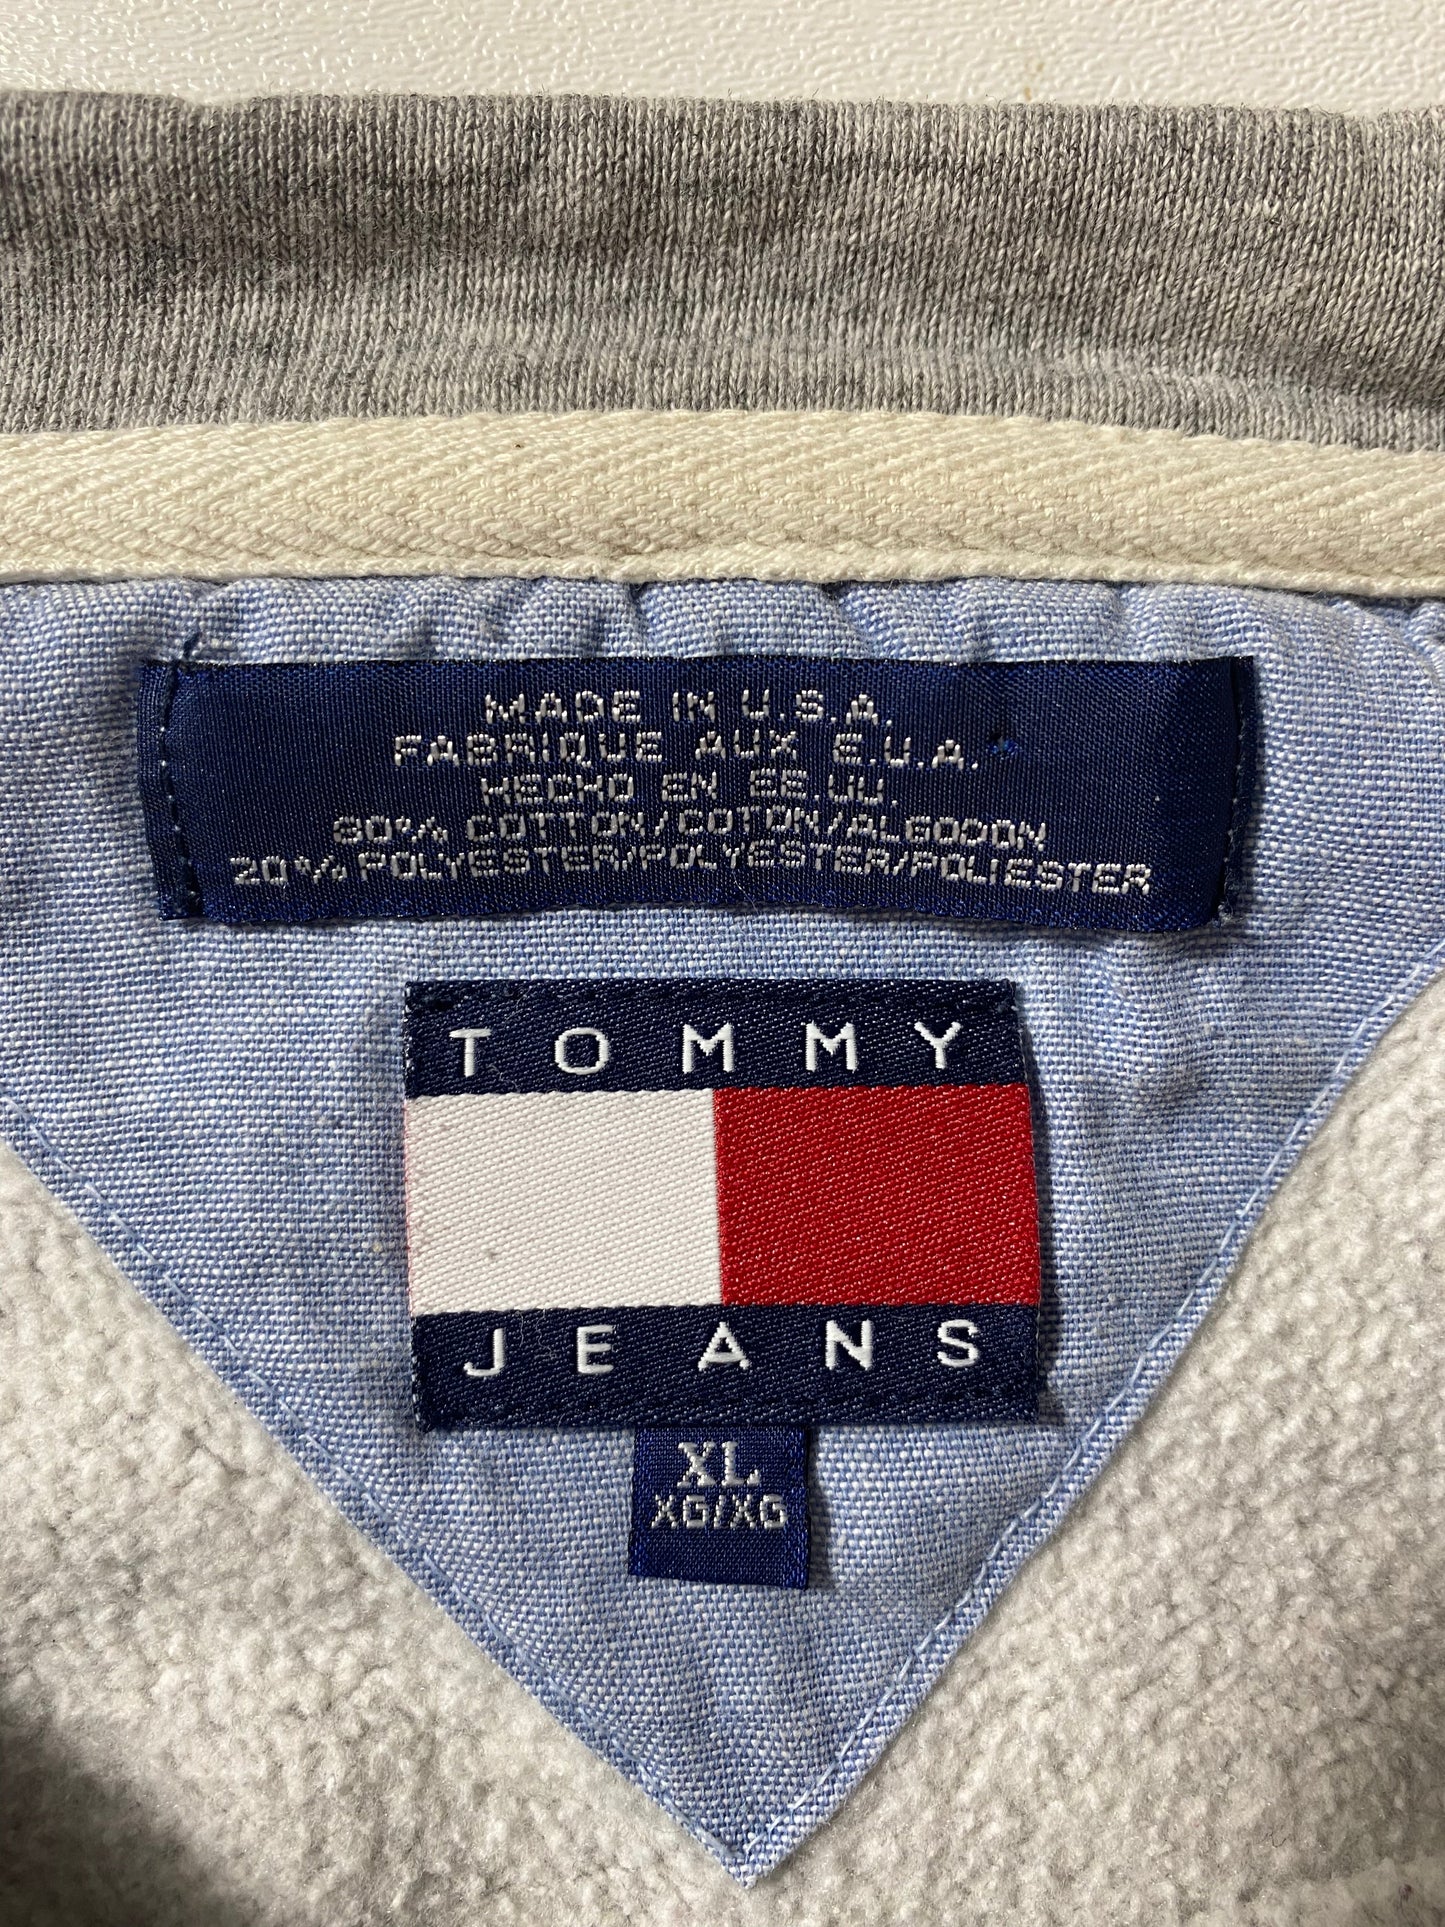 MADE IN U.S.A.
FABRIQUE AUX E.U.A.
HECHO EN EE.UU.
80% COTTON/COTON/ALGODON
20% POLYESTER/POLYESTER/POLIESTER
TOMMY
JEANS
XL
XG/XG